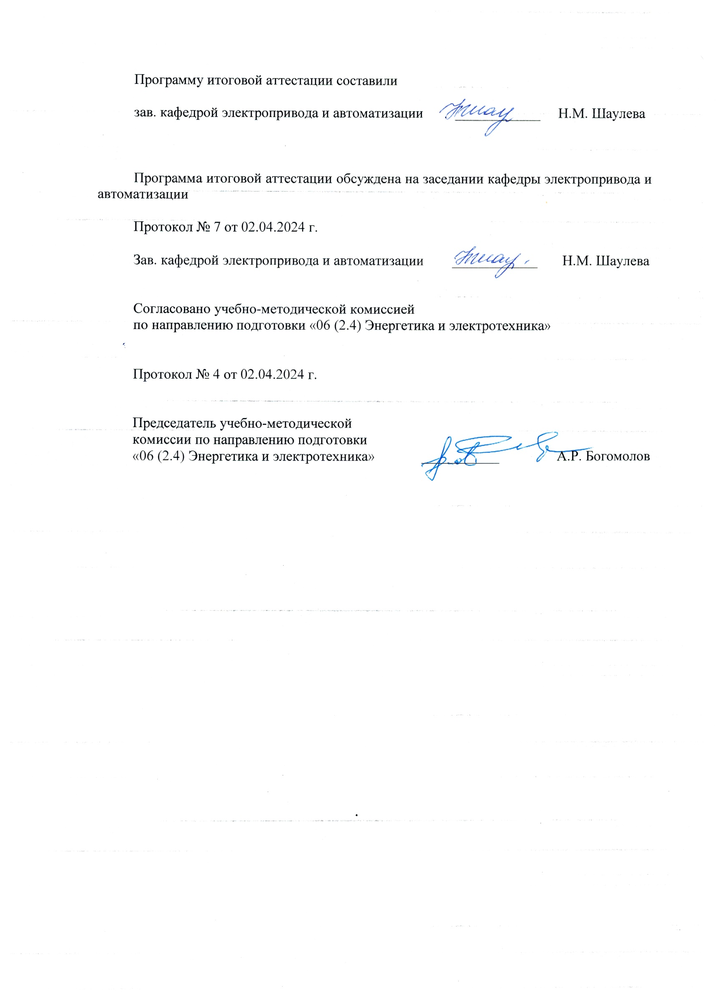 Программу итоговой аттестации составили
зав. кафедрой электропривода и автоматизации Н.М. Шаулева
Программа итоговой аттестации обсуждена на заседании кафедры электропривода и
автоматизации
Протокол № 7 от 02.04.2024 г.
Зав. кафедрой электропривода и автоматизации Н.М. Шаулева
Согласовано учебно-методической комиссией
по направлению подготовки «06 (2.4) Энергетика и электротехника»
Протокол № 4 от 02.04.2024 г.
Председатель учебно-методической
комиссии по направлению подготовки
«06 (2.4) Энергетика и электротехника» А.Р. Богомолов